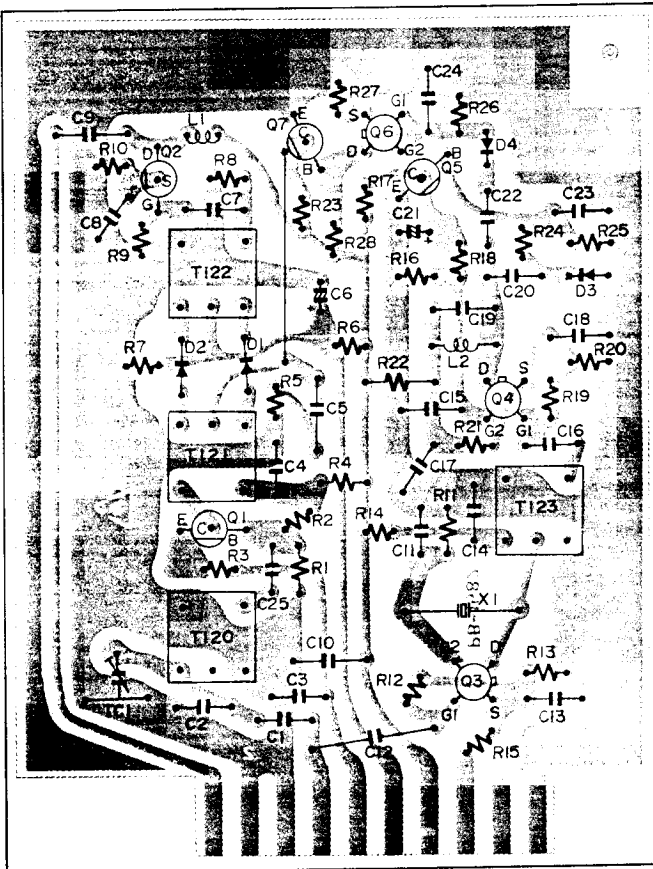 C24
R27
C9
L1
Q7
E
C
B
S
G1
Q6
D
G2
R26
D4
R10
D
Q2
S
G
R8
R17
C
B
Q5
E
C8
C7
R23
C21
+
C22
C23
R9
R28
R18
R24
R25
T122
R16
C20
D3
C6
+
C19
R6
C18
R7
D2
D1
L2
R20
R22
D
S
Q4
R5
C5
C15
G2
G1
R19
T121
R21
C16
C4
C17
R4
T123
E
C
Q1
B
R2
R14
R11
R3
C11
C14
R1
C25
X1
T120
C10
G2
D
R13
TC1
C3
R12
Q3
C2
C1
G1
S
C13
C12
R15